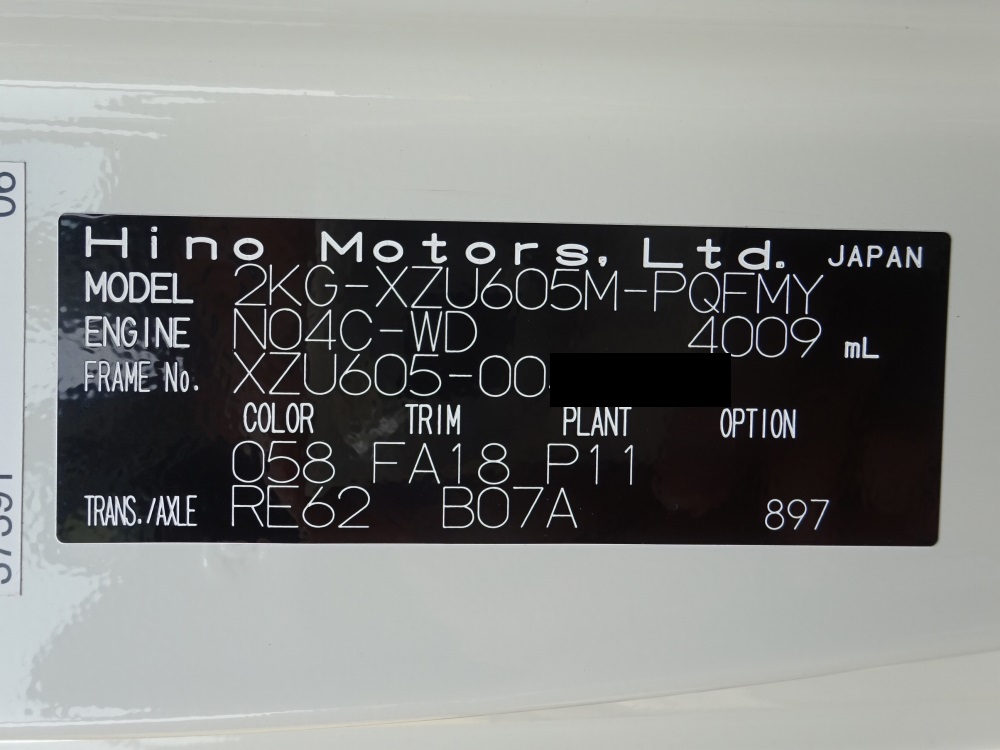 Hino Motors, Ltd. JAPAN
MODEL 2KG-XZU605M-PQFMY
ENGINE N04C-WD 4009 mL
FRAME No. XZU605-00
COLOR TRIM PLANT OPTION
058 FA18 P11
TRANS./AXLE RE62 B07A 897